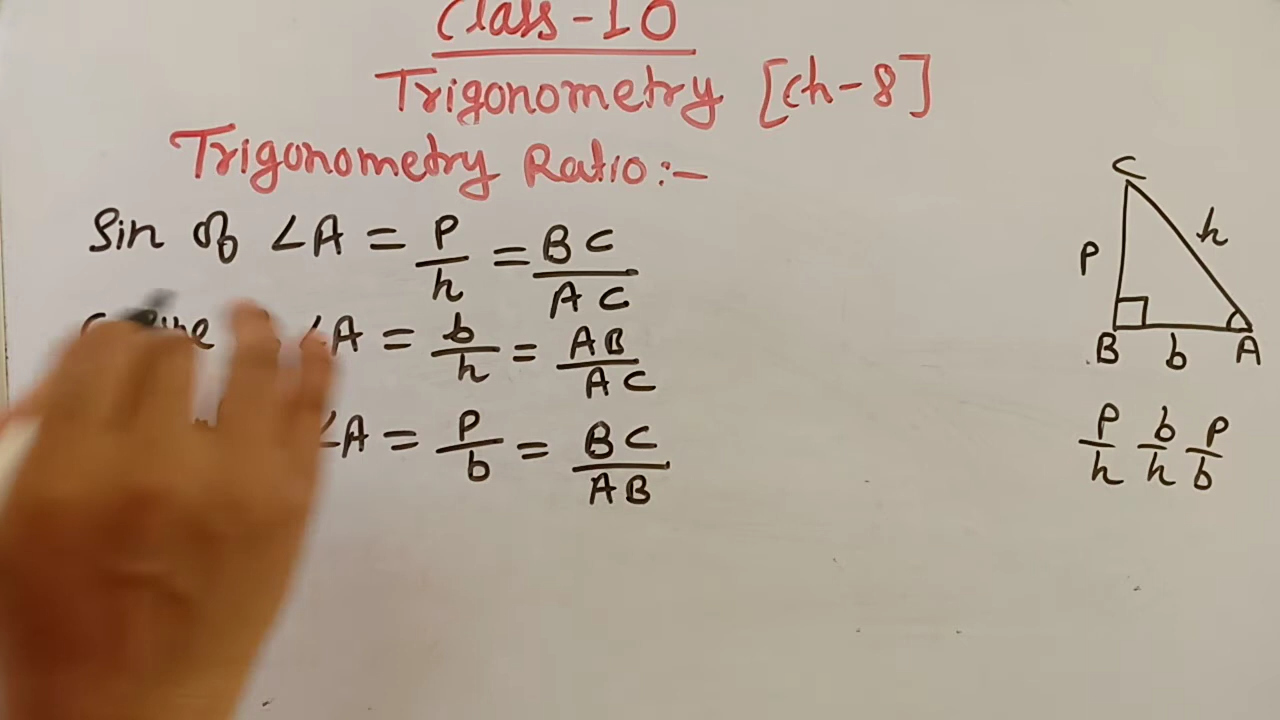 Class-10
Trigonometry [Ch-8]
Trigonometry Ratio:-
Sin of ∠A = P/h = BC/AC
∠A = b/h = AB/AC
∠A = P/b = BC/AB
C
P h
B b A
P/h b/h P/b